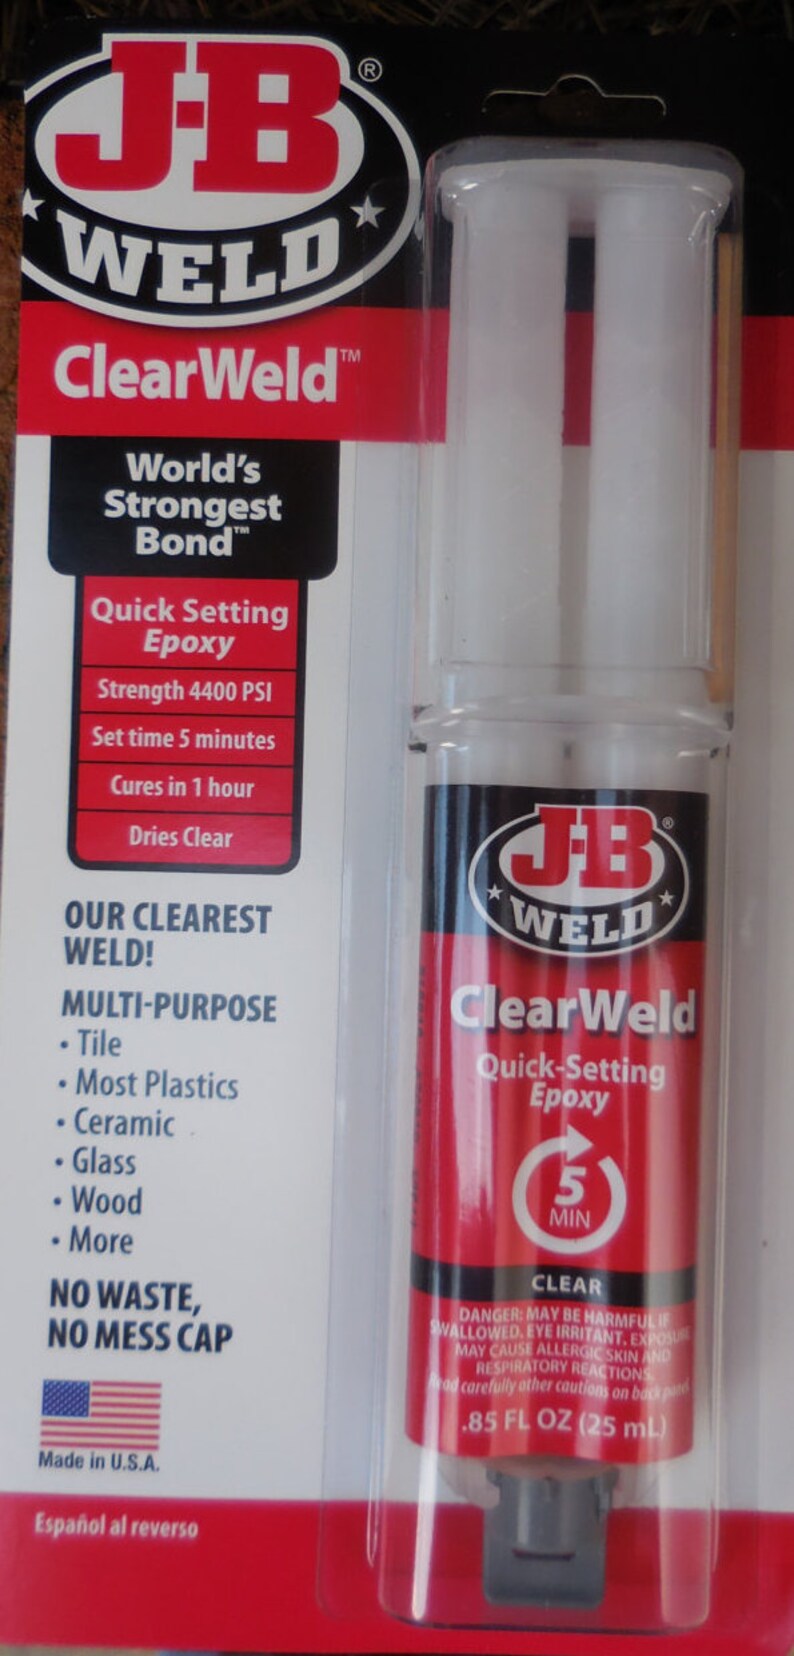 J-B®
WELD
ClearWeld™
World's
Strongest
Bond™
Quick Setting
Epoxy
Strength 4400 PSI
Set time 5 minutes
Cures in 1 hour
Dries Clear
OUR CLEAREST
WELD!
MULTI-PURPOSE
• Tile
• Most Plastics
• Ceramic
• Glass
• Wood
• More
NO WASTE,
NO MESS CAP
Made in U.S.A.
Español al reverso
J-B®
WELD
ClearWeld
Quick-Setting
Epoxy
5
MIN
CLEAR
DANGER: MAY BE HARMFUL IF
SWALLOWED. EYE IRRITANT. EXPOSURE
MAY CAUSE ALLERGIC SKIN AND
RESPIRATORY REACTIONS.
Read carefully other cautions on back panel.
.85 FL OZ (25 mL)